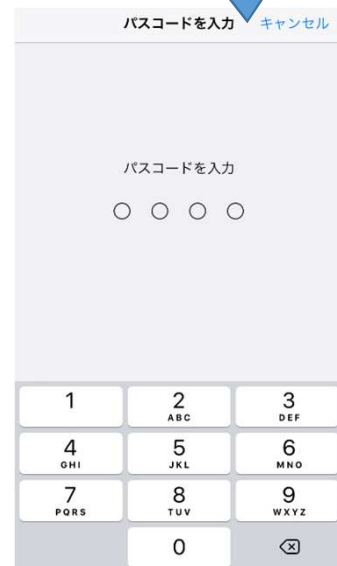 パスコードを入力 キャンセル
パスコードを入力
1 2 3
ABC DEF
4 5 6
GHI JKL MNO
7 8 9
PQRS TUV WXYZ
0